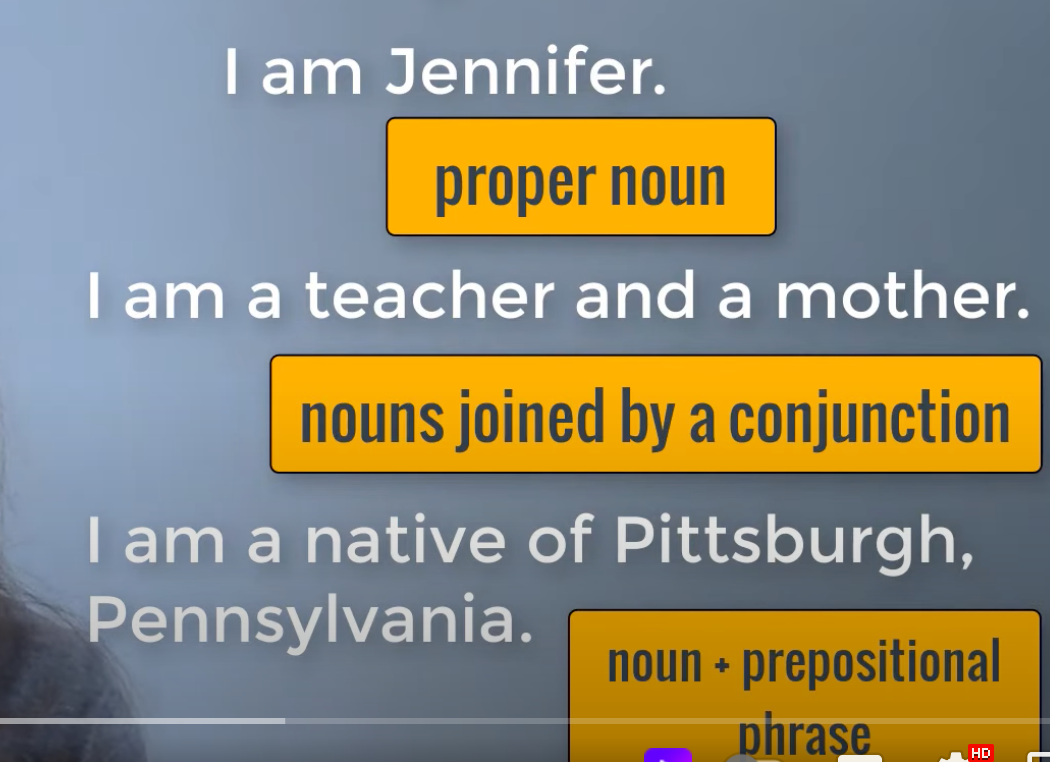 I am Jennifer.
proper noun
I am a teacher and a mother.
nouns joined by a conjunction
I am a native of Pittsburgh,
Pennsylvania.
noun + prepositional
phrase
HD